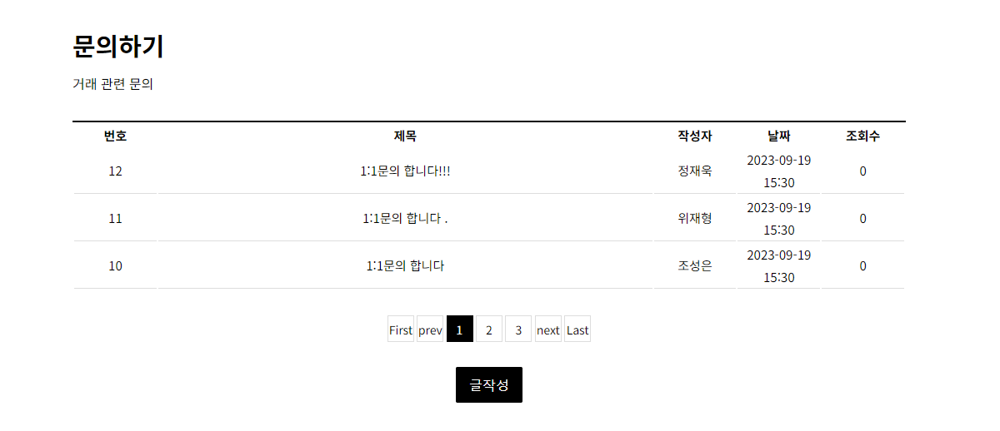 문의하기
거래 관련 문의
번호 제목 작성자 날짜 조회수
12 1:1문의 합니다!!! 정재욱 2023-09-19 15:30 0
11 1:1문의 합니다 . 위재형 2023-09-19 15:30 0
10 1:1문의 합니다 조성은 2023-09-19 15:30 0
First prev 1 2 3 next Last
글작성